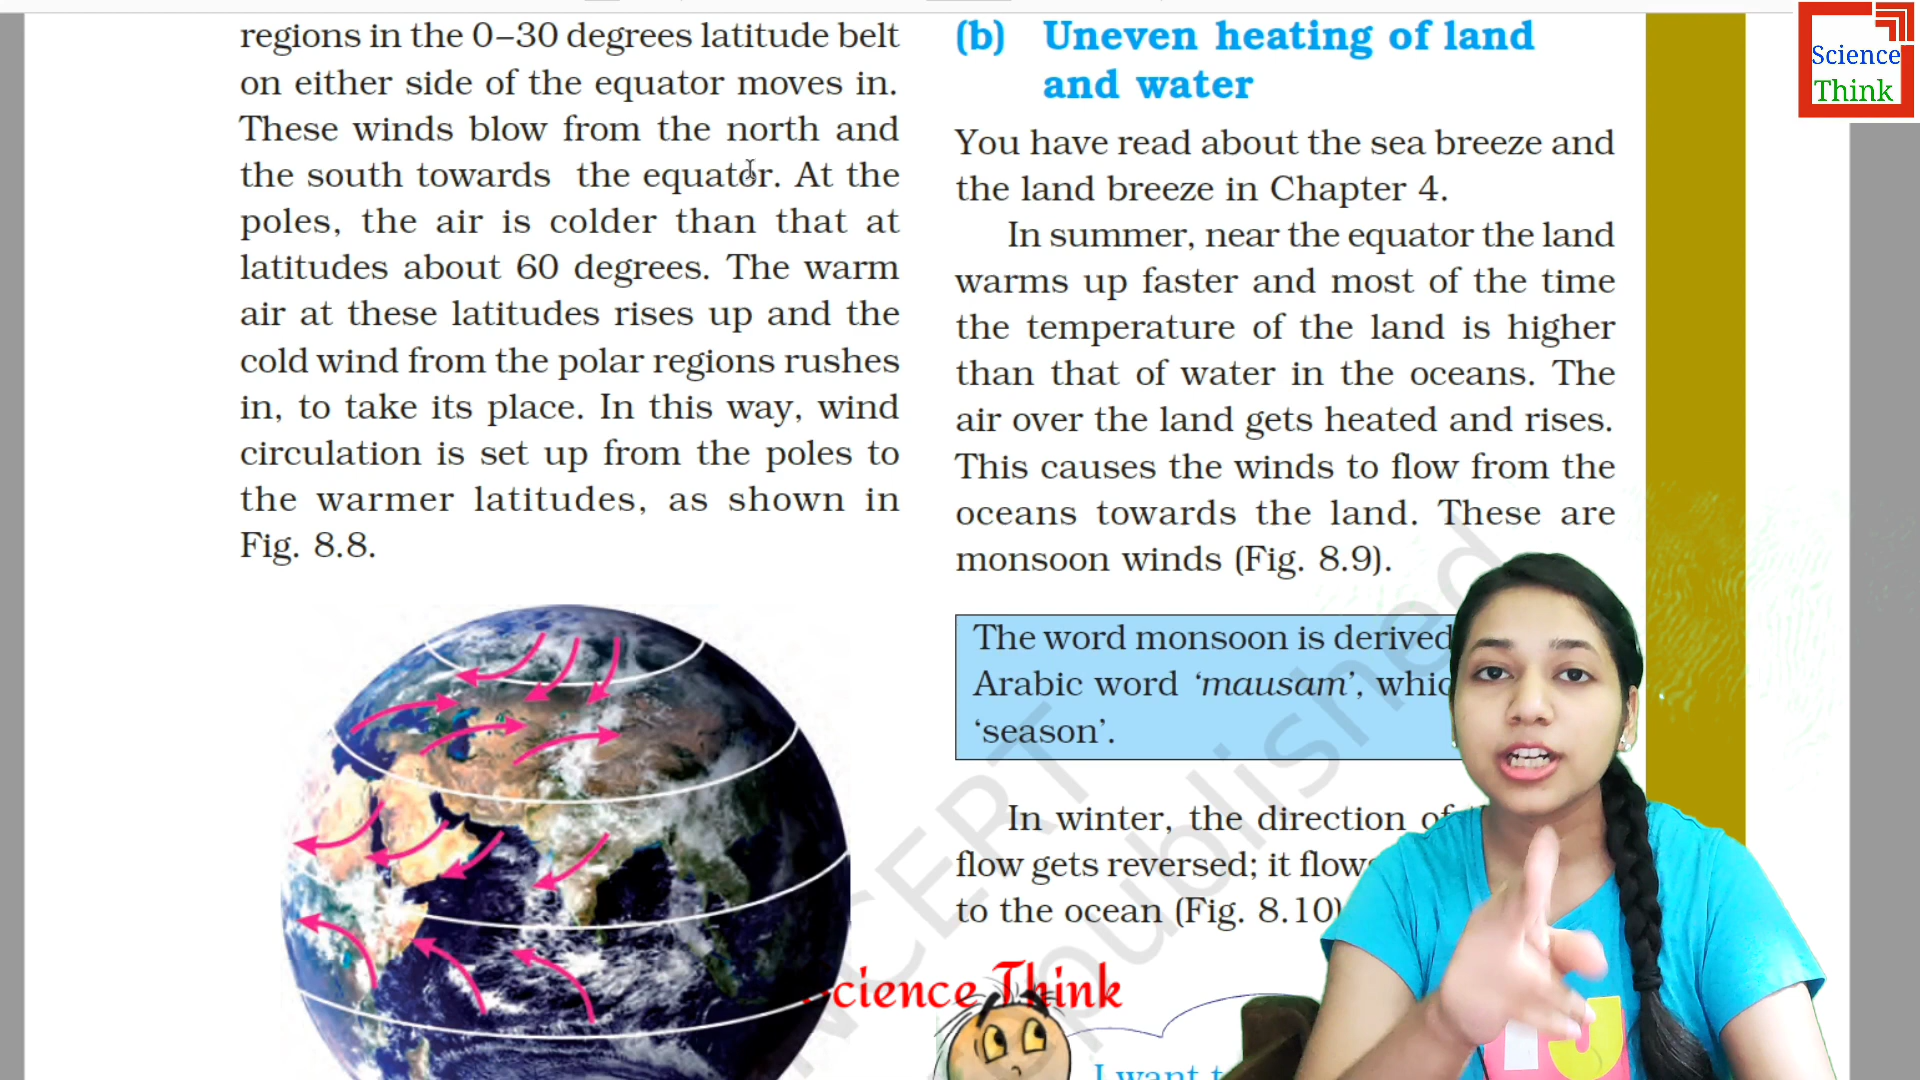 regions in the 0–30 degrees latitude belt
on either side of the equator moves in.
These winds blow from the north and
the south towards the equator. At the
poles, the air is colder than that at
latitudes about 60 degrees. The warm
air at these latitudes rises up and the
cold wind from the polar regions rushes
in, to take its place. In this way, wind
circulation is set up from the poles to
the warmer latitudes, as shown in
Fig. 8.8.
(b) Uneven heating of land
and water
You have read about the sea breeze and
the land breeze in Chapter 4.
In summer, near the equator the land
warms up faster and most of the time
the temperature of the land is higher
than that of water in the oceans. The
air over the land gets heated and rises.
This causes the winds to flow from the
oceans towards the land. These are
monsoon winds (Fig. 8.9).
The word monsoon is derived
Arabic word ‘mausam’,
‘season’.
In winter, the direction of
flow gets reversed; it
to the ocean (Fig. 8.10)
I want
Science
Think
cience Think
NCERT
published